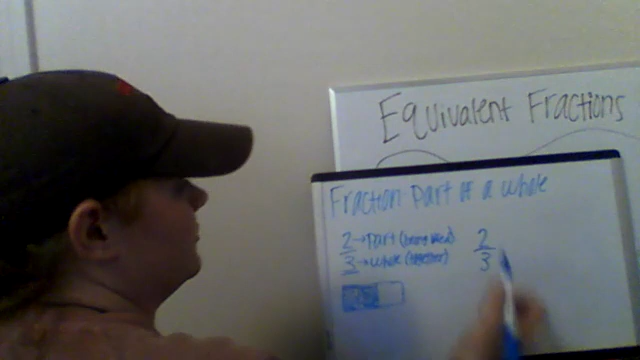 Equivalent Fractions
Fraction Part of a whole
2 → Part (being used)
3 → whole (together)
2
3